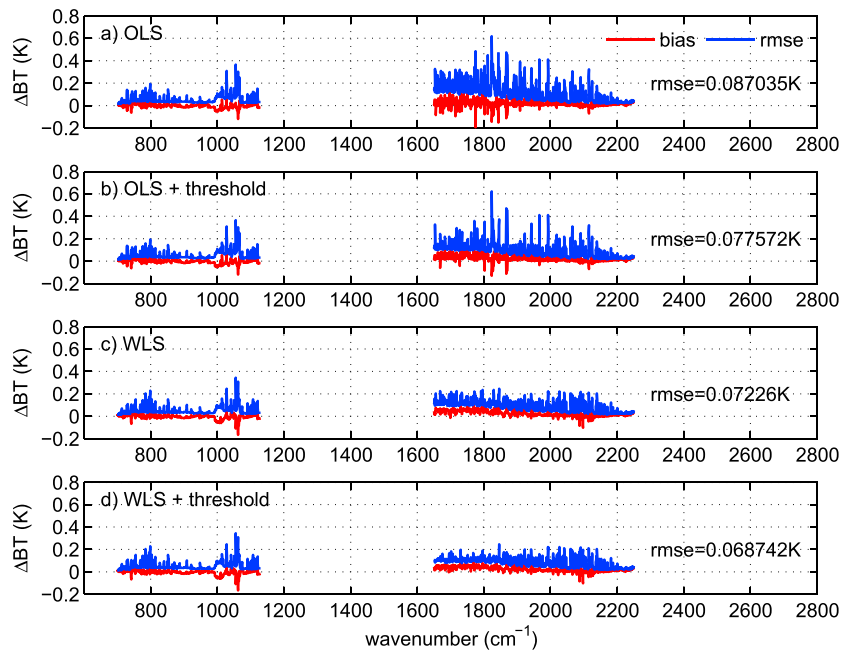 0.8
0.6
0.4
0.2
0
−0.2
ΔBT (K)
a) OLS
bias
rmse
rmse=0.087035K
800 1000 1200 1400 1600 1800 2000 2200 2400 2600 2800
0.8
0.6
0.4
0.2
0
−0.2
ΔBT (K)
b) OLS + threshold
rmse=0.077572K
800 1000 1200 1400 1600 1800 2000 2200 2400 2600 2800
0.8
0.6
0.4
0.2
0
−0.2
ΔBT (K)
c) WLS
rmse=0.07226K
800 1000 1200 1400 1600 1800 2000 2200 2400 2600 2800
0.8
0.6
0.4
0.2
0
−0.2
ΔBT (K)
d) WLS + threshold
rmse=0.068742K
800 1000 1200 1400 1600 1800 2000 2200 2400 2600 2800
wavenumber (cm⁻¹)